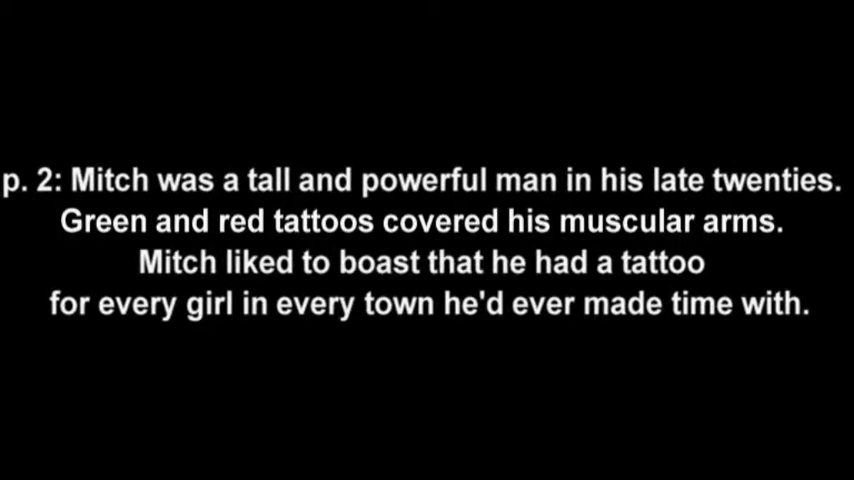 p. 2: Mitch was a tall and powerful man in his late twenties.
Green and red tattoos covered his muscular arms.
Mitch liked to boast that he had a tattoo
for every girl in every town he'd ever made time with.